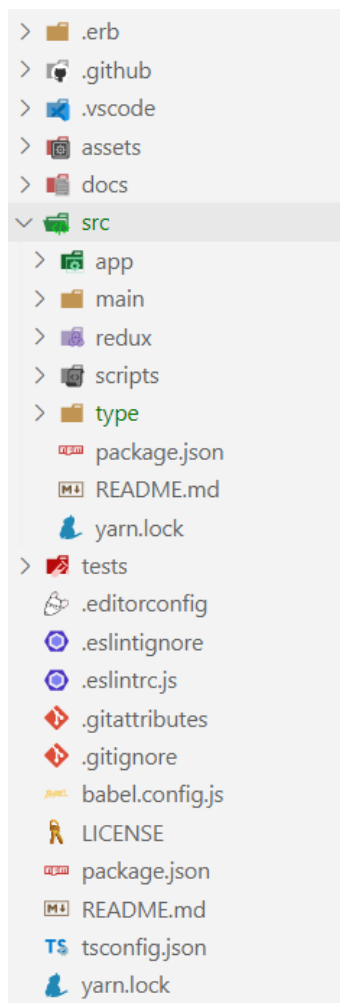 .erb
.github
.vscode
assets
docs
src
app
main
redux
scripts
type
package.json
M↓ README.md
yarn.lock
tests
.editorconfig
.eslintignore
.eslintrc.js
.gitattributes
.gitignore
babel.config.js
LICENSE
package.json
M↓ README.md
TS tsconfig.json
yarn.lock